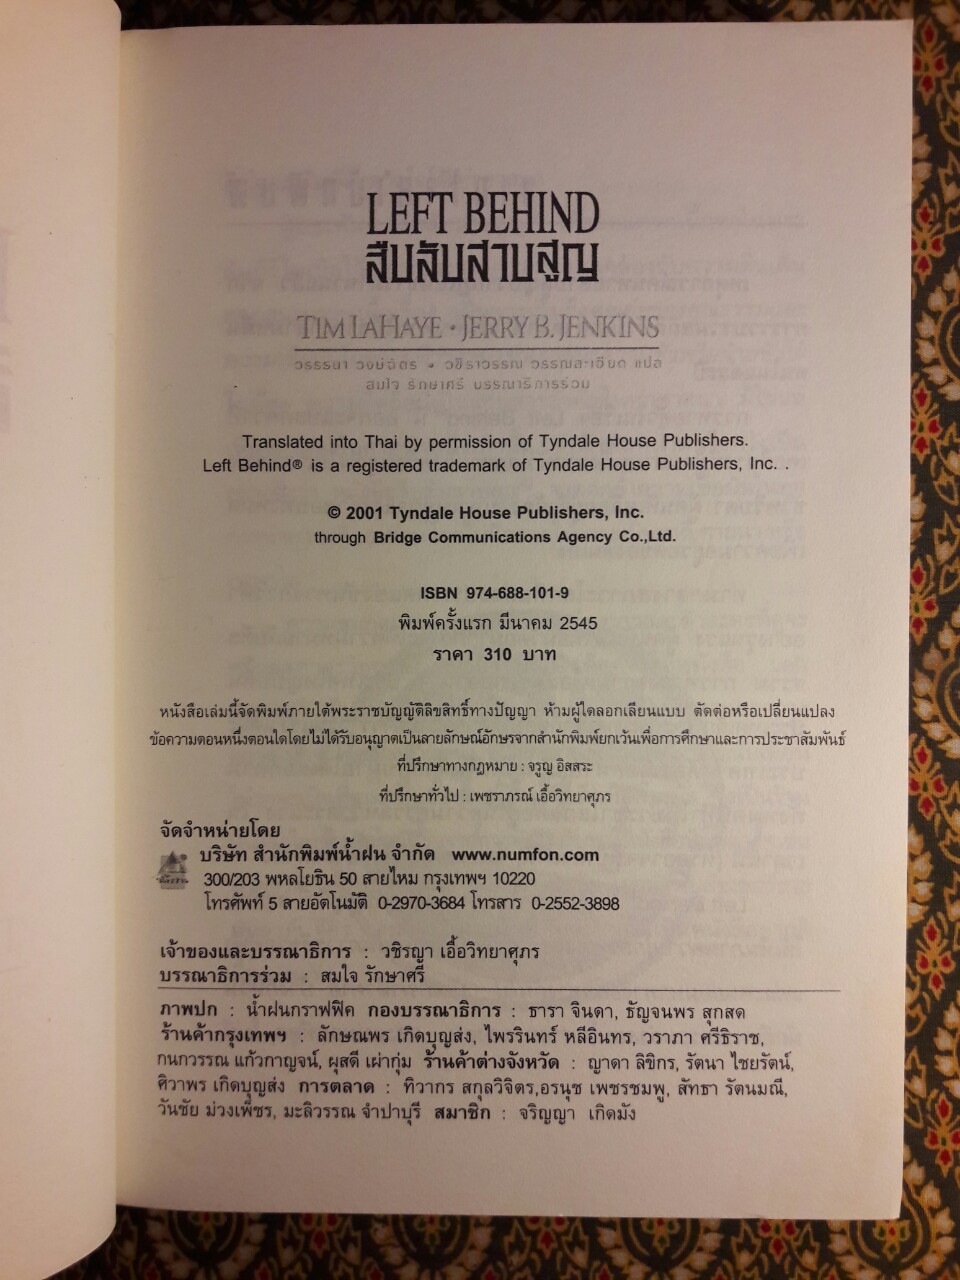 LEFT BEHIND
สืบลับสาบสูญ
TIM LAHAYE • JERRY B. JENKINS
วรรธนา วงษ์ฉัตร • วชิราวรรณ วรรณละเอียด แปล
สมใจ รักษาศรี บรรณาธิการร่วม
Translated into Thai by permission of Tyndale House Publishers.
Left Behind® is a registered trademark of Tyndale House Publishers, Inc. .
© 2001 Tyndale House Publishers, Inc.
through Bridge Communications Agency Co.,Ltd.
ISBN 974-688-101-9
พิมพ์ครั้งแรก มีนาคม 2545
ราคา 310 บาท
หนังสือเล่มนี้จัดพิมพ์ภายใต้พระราชบัญญัติลิขสิทธิ์ทางปัญญา ห้ามผู้ใดลอกเลียนแบบ ตัดต่อหรือเปลี่ยนแปลง
ข้อความตอนหนึ่งตอนใดโดยไม่ได้รับอนุญาตเป็นลายลักษณ์อักษรจากสำนักพิมพ์ยกเว้นเพื่อการศึกษาและการประชาสัมพันธ์
ที่ปรึกษาทางกฎหมาย : จรูญ อิสสระ
ที่ปรึกษาทั่วไป : เพชราภรณ์ เอื้อวิทยาศุภร
จัดจำหน่ายโดย
บริษัท สำนักพิมพ์น้ำฝน จำกัด www.numfon.com
300/203 พหลโยธิน 50 สายไหม กรุงเทพฯ 10220
โทรศัพท์ 5 สายอัตโนมัติ 0-2970-3684 โทรสาร 0-2552-3898
เจ้าของและบรรณาธิการ : วชิรญา เอื้อวิทยาศุภร
บรรณาธิการร่วม : สมใจ รักษาศรี
ภาพปก : น้ำฝนกราฟฟิค กองบรรณาธิการ : ธารา จินดา, ธัญจนพร สุกสด
ร้านค้ากรุงเทพฯ : ลักษณพร เกิดบุญส่ง, ไพรรินทร์ หลีอินทร, วราภา ศรีธิราช,
กนกวรรณ แก้วกาญจน์, ผุสดี เผ่ากุ่ม ร้านค้าต่างจังหวัด : ญาดา ลิขิกร, รัตนา ไชยรัตน์,
ศิวาพร เกิดบุญส่ง การตลาด : ทิวากร สกุลวิจิตร,อรนุช เพชรชมพู, สัทธา รัตนมณี,
วันชัย ม่วงเพ็ชร, มะลิวรรณ จำปาบุรี สมาชิก : จริญญา เกิดมัง